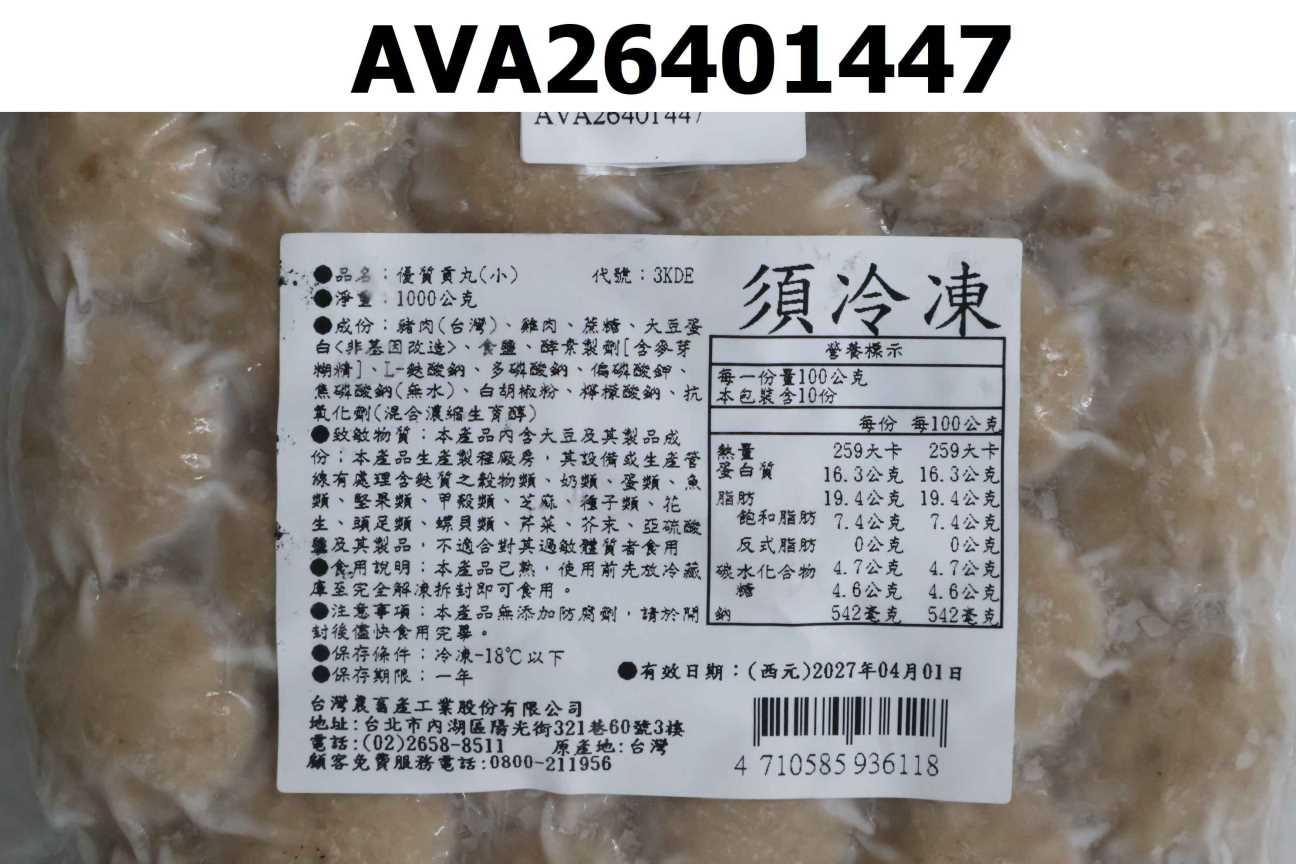 AVA26401447
AVA26401447
●品名：優質貢丸(小) 代號：3KDE
●淨重：1000公克
●成份：豬肉(台灣)、雞肉、蔗糖、大豆蛋
白<非基因改造>、食鹽、酵素製劑[含麥芽
糊精]、L-麩酸鈉、多磷酸鈉、偏磷酸鉀、
焦磷酸鈉(無水)、白胡椒粉、檸檬酸鈉、抗
氧化劑(混合濃縮生育醇)
●致敏物質：本產品內含大豆及其製品成
份；本產品生產製程廠房，其設備或生產管
線有處理含麩質之穀物類、奶類、蛋類、魚
類、堅果類、甲殼類、芝麻、種子類、花
生、頭足類、螺貝類、芹菜、芥末、亞硫酸
鹽及其製品，不適合對其過敏體質者食用
●食用說明：本產品已熟，使用前先放冷藏
庫至完全解凍拆封即可食用。
●注意事項：本產品無添加防腐劑，請於開
封後儘快食用完畢。
●保存條件：冷凍-18℃以下
●保存期限：一年
台灣農畜產工業股份有限公司
地址:台北市內湖區陽光街321巷60號3樓
電話:(02)2658-8511 原產地:台灣
顧客免費服務電話:0800-211956
須冷凍
營養標示
每一份量100公克
本包裝含10份
每份 每100公克
熱量 259大卡 259大卡
蛋白質 16.3公克 16.3公克
脂肪 19.4公克 19.4公克
飽和脂肪 7.4公克 7.4公克
反式脂肪 0公克 0公克
碳水化合物 4.7公克 4.7公克
糖 4.6公克 4.6公克
鈉 542毫克 542毫克
●有效日期：(西元)2027年04月01日
4 710585 936118